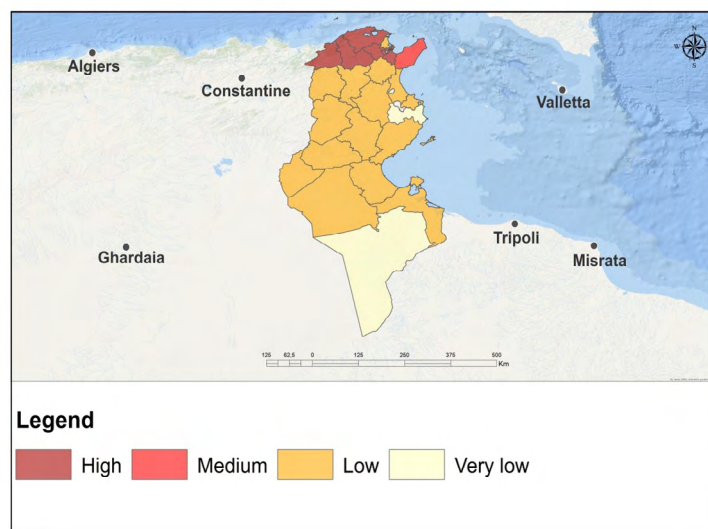 N
W
E
S
Algiers
Constantine
Valletta
Ghardaia
Tripoli
Misrata
125 62,5 0 125 250 375 500
Km
Legend
High Medium Low Very low